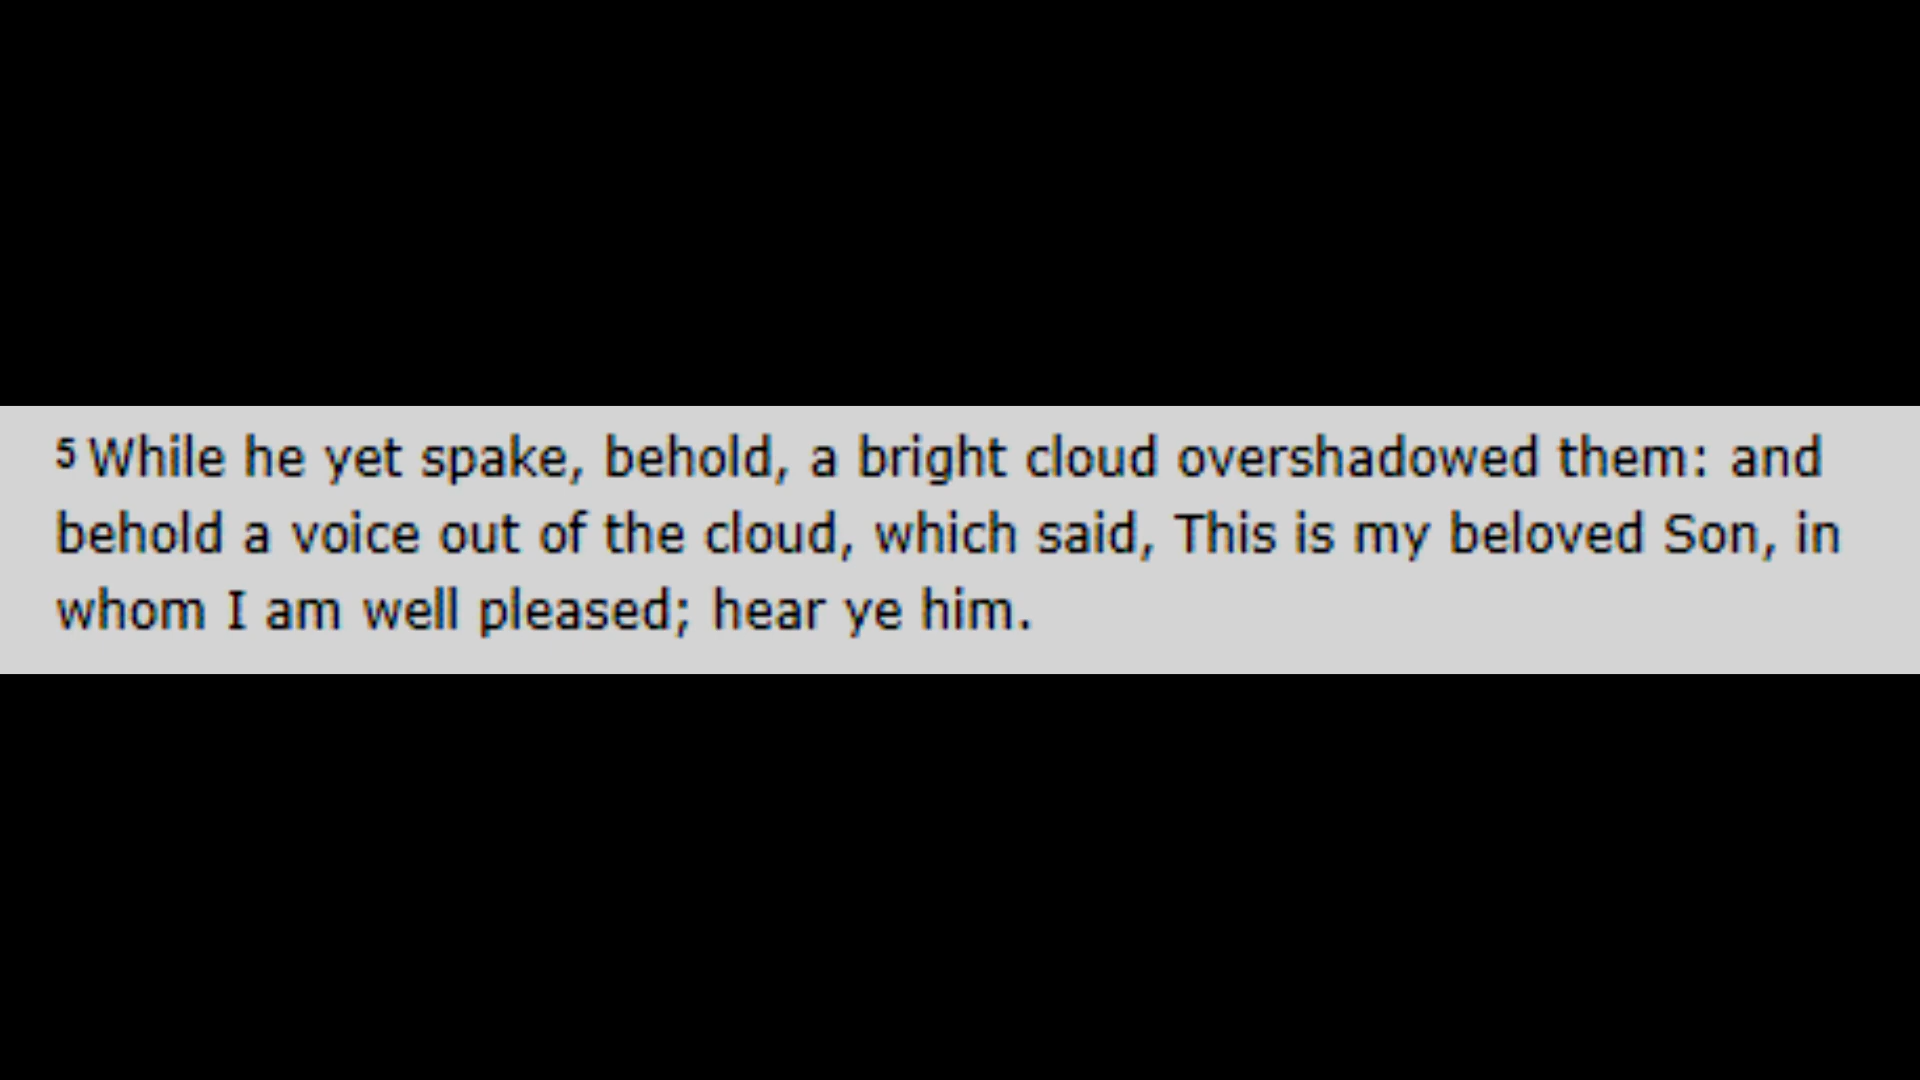 5 While he yet spake, behold, a bright cloud overshadowed them: and
behold a voice out of the cloud, which said, This is my beloved Son, in
whom I am well pleased; hear ye him.